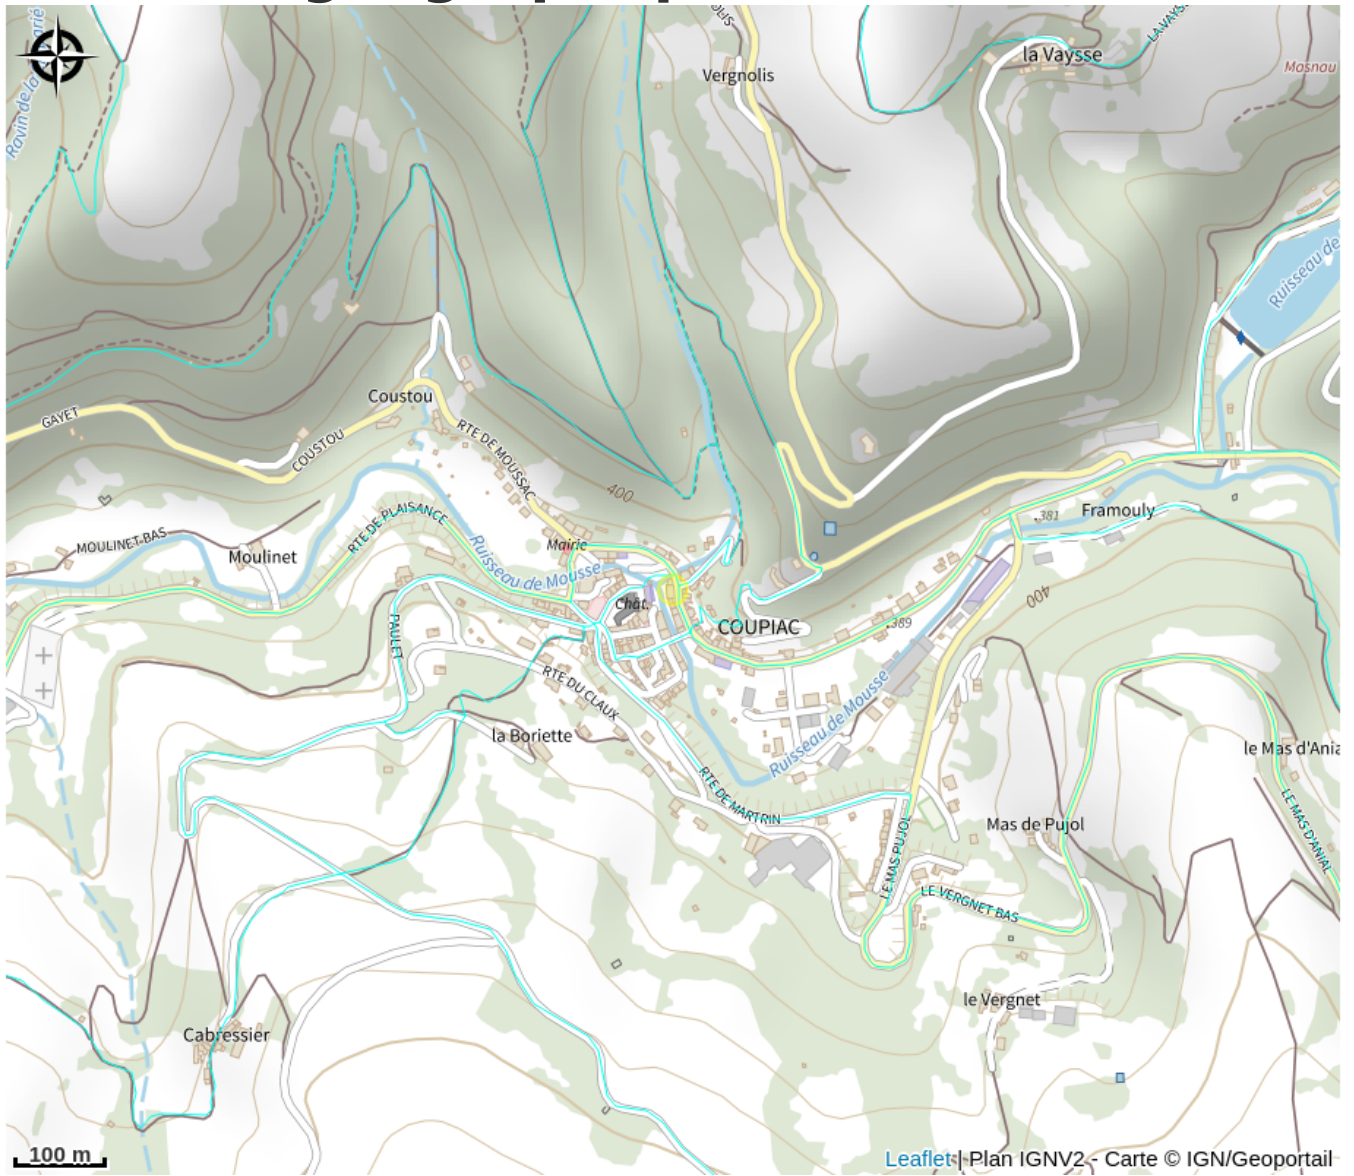 la Vaysse
Vergnolis
Masnau
Ruisseau de
Coustou
GAYET
COUSTOU
RTE DE MOUSSAC
400
RTE DE PLAISANCE
381
Framouly
MOULINET BAS
Moulinet
Mairie
Ruisseau de Mousse
Chât.
COUPIAC
389
400
PAULET
RTE DU CLAUX
la Boriette
Ruisseau de Mousse
le Mas d'Ania
RTE DE MARTRIN
LE MAS PUJOL
Mas de Pujol
LE MAS D'ANIAL
LE VERGNET BAS
le Vergnet
Cabressier
100 m
Leaflet | Plan IGNV2 - Carte © IGN/Geoportail